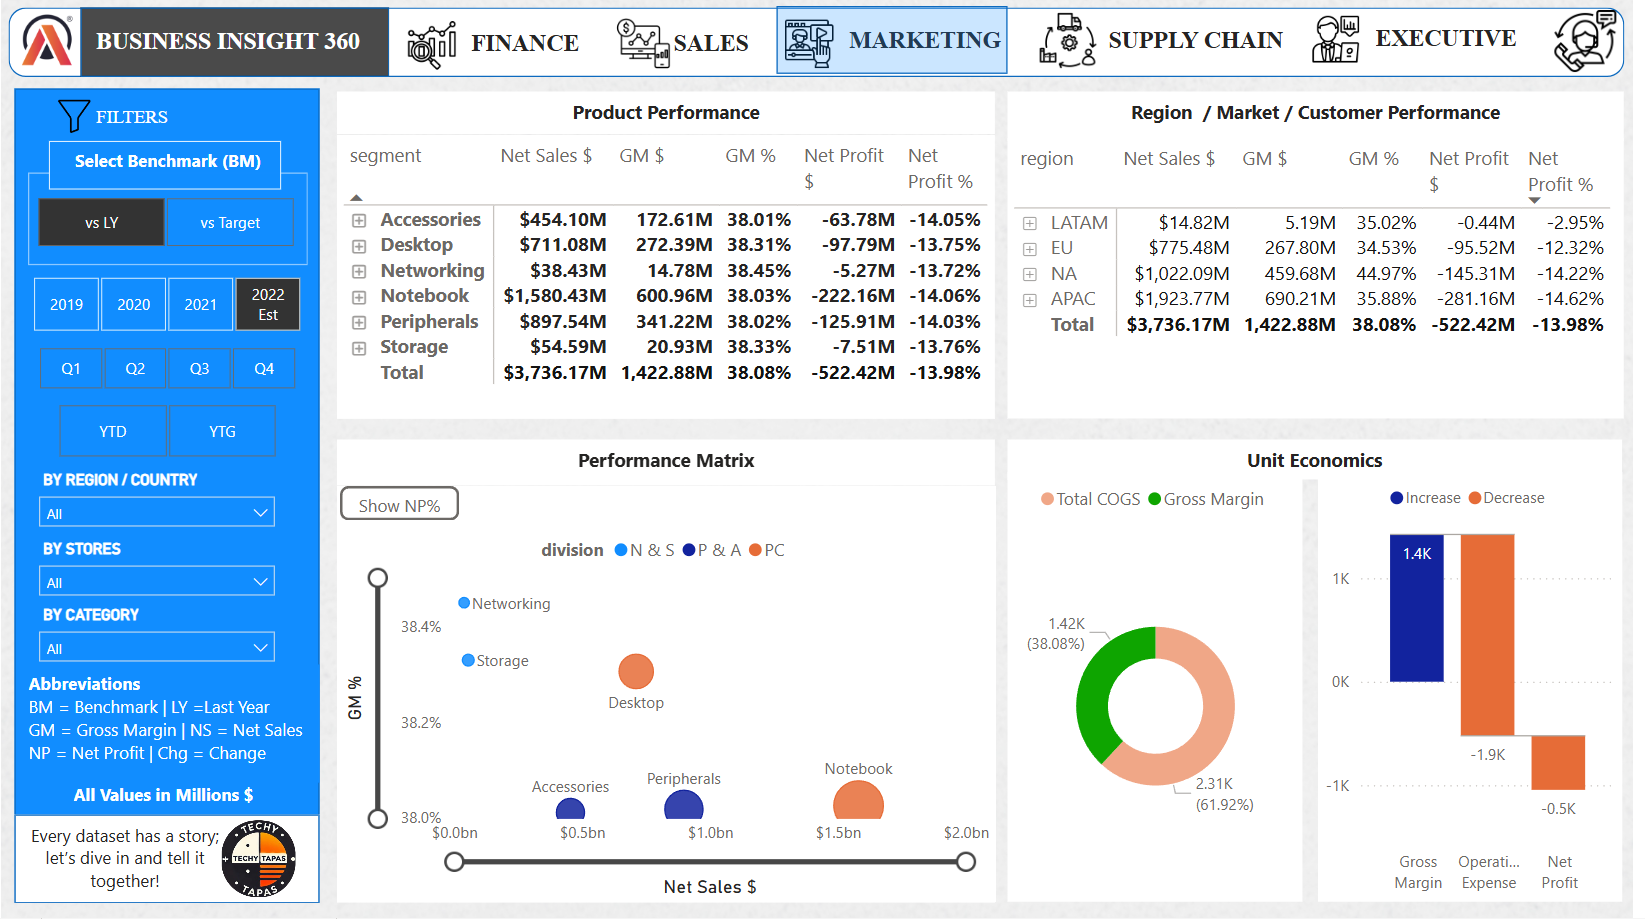 BUSINESS INSIGHT 360
FINANCE
SALES
MARKETING
SUPPLY CHAIN
EXECUTIVE
FILTERS
Select Benchmark (BM)
vs LY
vs Target
2019
2020
2021
2022
Est
Q1
Q2
Q3
Q4
YTD
YTG
BY REGION / COUNTRY
All
BY STORES
All
BY CATEGORY
All
Abbreviations
BM = Benchmark | LY =Last Year
GM = Gross Margin | NS = Net Sales
NP = Net Profit | Chg = Change
All Values in Millions $
Every dataset has a story;
let's dive in and tell it
together!
TECHY
TECHY TAPAS
TAPAS
Product Performance
segment Net Sales $ GM $ GM % Net Profit Net
$ Profit %
Accessories $454.10M 172.61M 38.01% -63.78M -14.05%
Desktop $711.08M 272.39M 38.31% -97.79M -13.75%
Networking $38.43M 14.78M 38.45% -5.27M -13.72%
Notebook $1,580.43M 600.96M 38.03% -222.16M -14.06%
Peripherals $897.54M 341.22M 38.02% -125.91M -14.03%
Storage $54.59M 20.93M 38.33% -7.51M -13.76%
Total $3,736.17M 1,422.88M 38.08% -522.42M -13.98%
Region / Market / Customer Performance
region Net Sales $ GM $ GM % Net Profit Net
$ Profit %
LATAM $14.82M 5.19M 35.02% -0.44M -2.95%
EU $775.48M 267.80M 34.53% -95.52M -12.32%
NA $1,022.09M 459.68M 44.97% -145.31M -14.22%
APAC $1,923.77M 690.21M 35.88% -281.16M -14.62%
Total $3,736.17M 1,422.88M 38.08% -522.42M -13.98%
Performance Matrix
Show NP%
division N & S P & A PC
GM %
38.4%
38.2%
38.0%
Networking
Storage
Desktop
Accessories
Peripherals
Notebook
$0.0bn $0.5bn $1.0bn $1.5bn $2.0bn
Net Sales $
Unit Economics
Total COGS Gross Margin
1.42K
(38.08%)
2.31K
(61.92%)
Increase Decrease
1K
0K
-1K
1.4K
-1.9K
-0.5K
Gross
Margin
Operati...
Expense
Net
Profit